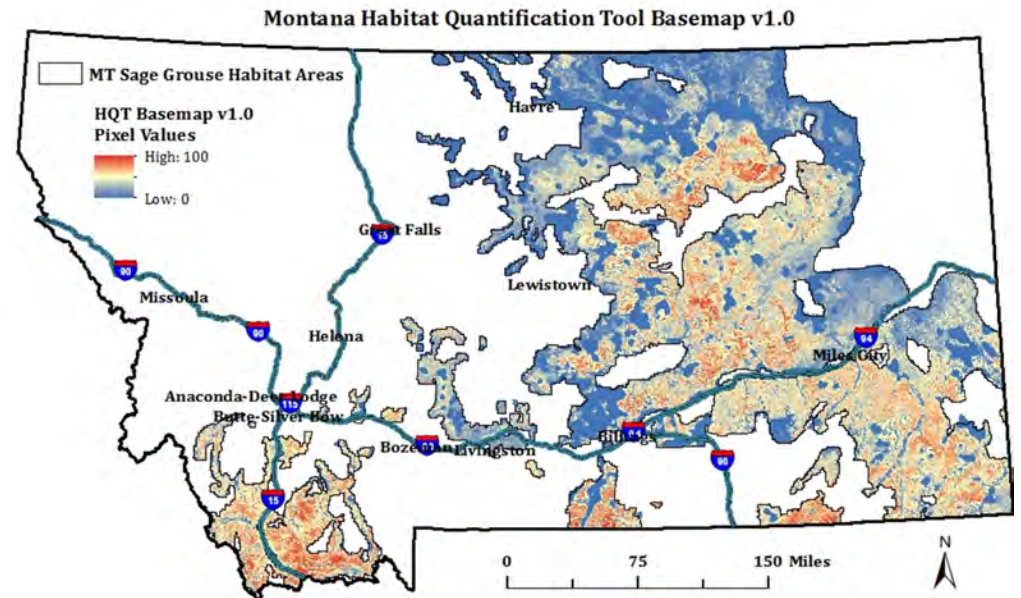 Montana Habitat Quantification Tool Basemap v1.0
MT Sage Grouse Habitat Areas
HQT Basemap v1.0
Pixel Values
High: 100
Low: 0
Havre
Great Falls
15
90
Missoula
Lewistown
Helena
90
94
Miles City
Anaconda-Deer Lodge
115
Butte-Silver Bow
Bozeman
90
Livingston
Billings
94
90
15
N
0
75
150 Miles